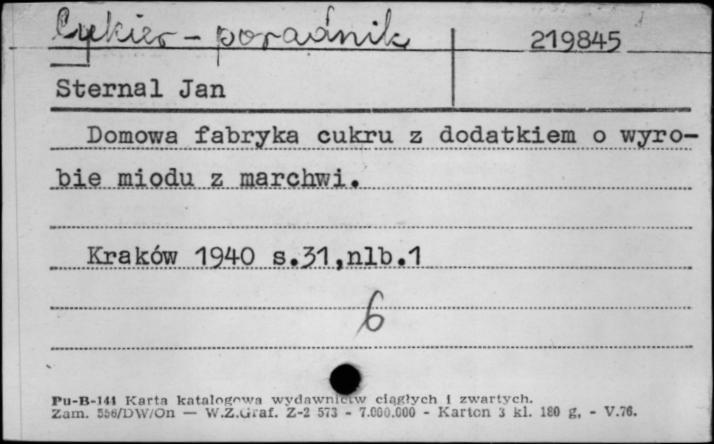 Cukier - poradnik
219845
Sternal Jan
Domowa fabryka cukru z dodatkiem o wyro-
bie miodu z marchwi.
Kraków 1940 s.31,nlb.1
6
Pu-B-144 Karta katalogowa wydawnictw ciągłych i zwartych.
Zam. 556/DW/On — W.Z.Graf. Z-2 573 - 7.000.000 - Karton 3 kl. 180 g, - V.76.